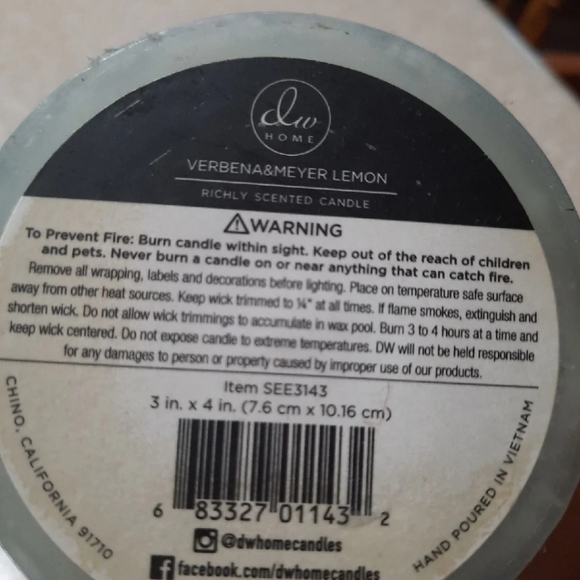 dw
HOME
VERBENA&MEYER LEMON
RICHLY SCENTED CANDLE
⚠WARNING
To Prevent Fire: Burn candle within sight. Keep out of the reach of children
and pets. Never burn a candle on or near anything that can catch fire.
Remove all wrapping, labels and decorations before lighting. Place on temperature safe surface
away from other heat sources. Keep wick trimmed to ¼" at all times. If flame smokes, extinguish and
shorten wick. Do not allow wick trimmings to accumulate in wax pool. Burn 3 to 4 hours at a time and
keep wick centered. Do not expose candle to extreme temperatures. DW will not be held responsible
for any damages to person or property caused by improper use of our products.
Item SEE3143
3 in. x 4 in. (7.6 cm x 10.16 cm)
CHINO, CALIFORNIA 91710
HAND POURED IN VIETNAM
6 83327 01143 2
@dwhomecandles
facebook.com/dwhomecandles